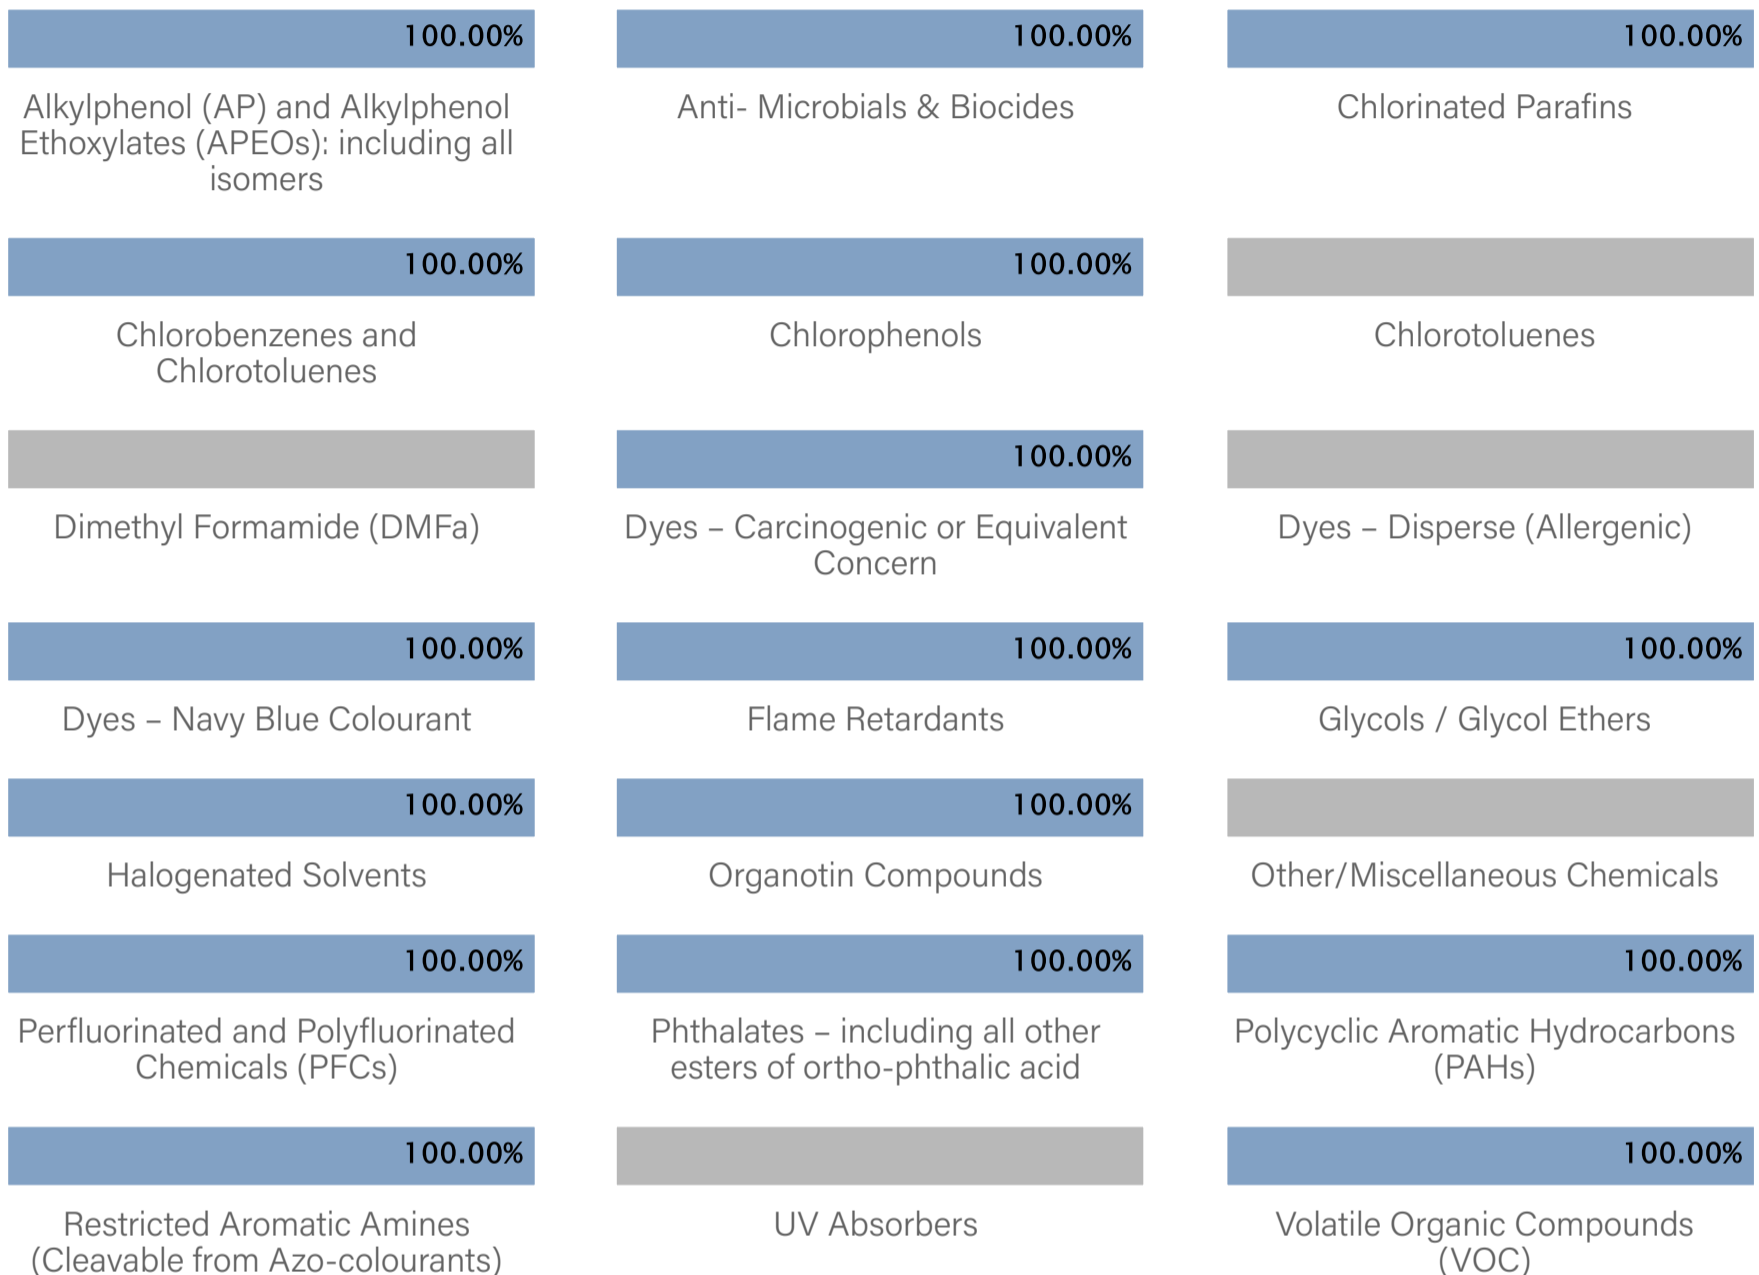 100.00%
100.00%
100.00%
Alkylphenol (AP) and Alkylphenol
Ethoxylates (APEOs): including all
isomers
Anti- Microbials & Biocides
Chlorinated Parafins
100.00%
100.00%
Chlorobenzenes and
Chlorotoluenes
Chlorophenols
Chlorotoluenes
100.00%
Dimethyl Formamide (DMFa)
Dyes – Carcinogenic or Equivalent
Concern
Dyes – Disperse (Allergenic)
100.00%
100.00%
100.00%
Dyes – Navy Blue Colourant
Flame Retardants
Glycols / Glycol Ethers
100.00%
100.00%
Halogenated Solvents
Organotin Compounds
Other/Miscellaneous Chemicals
100.00%
100.00%
100.00%
Perfluorinated and Polyfluorinated
Chemicals (PFCs)
Phthalates – including all other
esters of ortho-phthalic acid
Polycyclic Aromatic Hydrocarbons
(PAHs)
100.00%
100.00%
Restricted Aromatic Amines
(Cleavable from Azo-colourants)
UV Absorbers
Volatile Organic Compounds
(VOC)